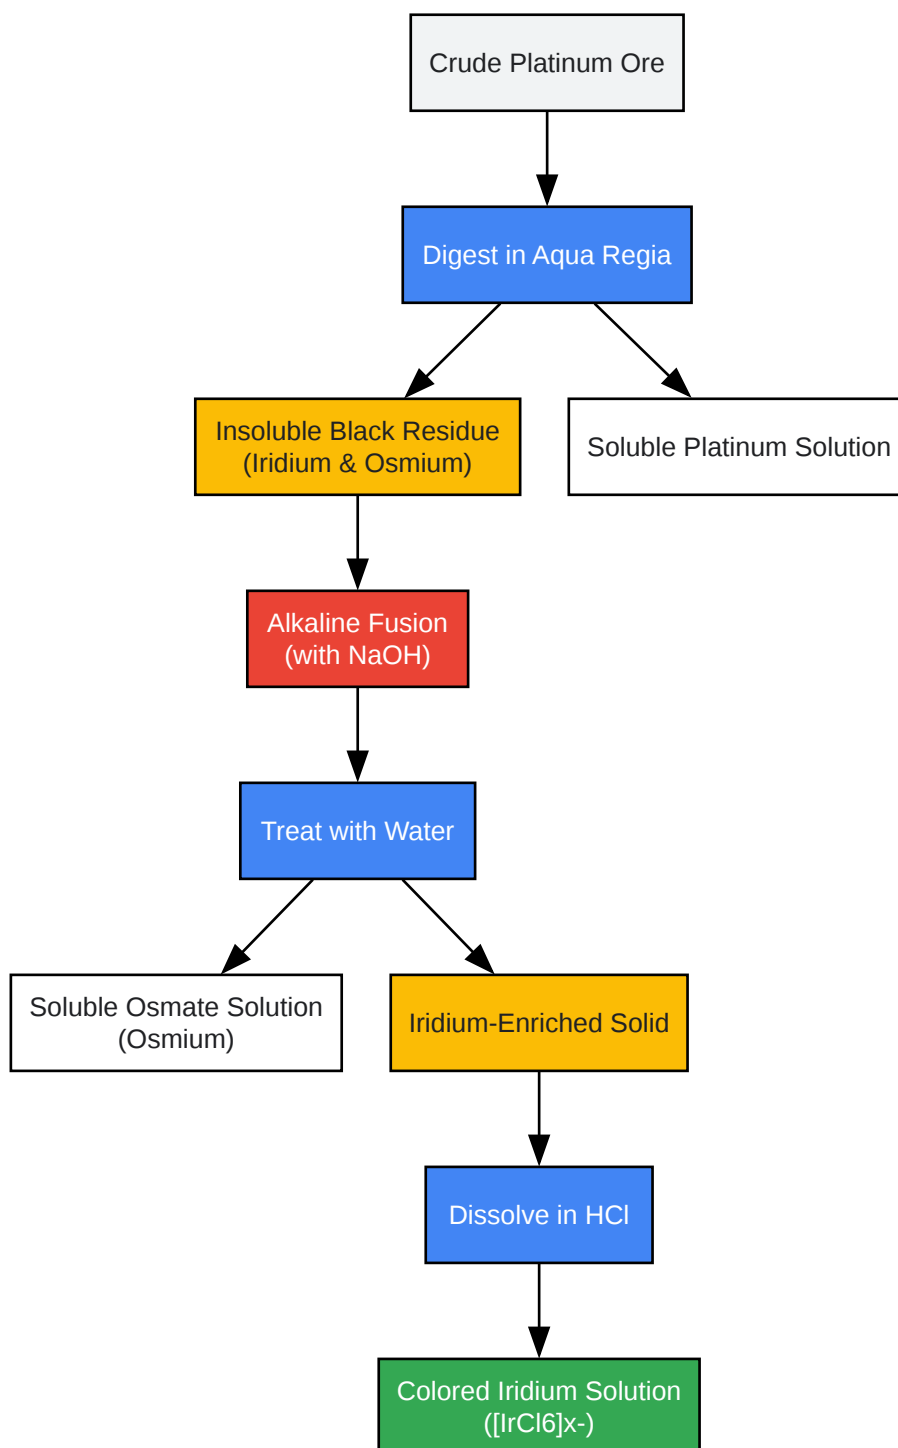 Crude Platinum Ore
Digest in Aqua Regia
Insoluble Black Residue
(Iridium & Osmium)
Soluble Platinum Solution
Alkaline Fusion
(with NaOH)
Treat with Water
Soluble Osmate Solution
(Osmium)
Iridium-Enriched Solid
Dissolve in HCl
Colored Iridium Solution
([IrCl6]x-)